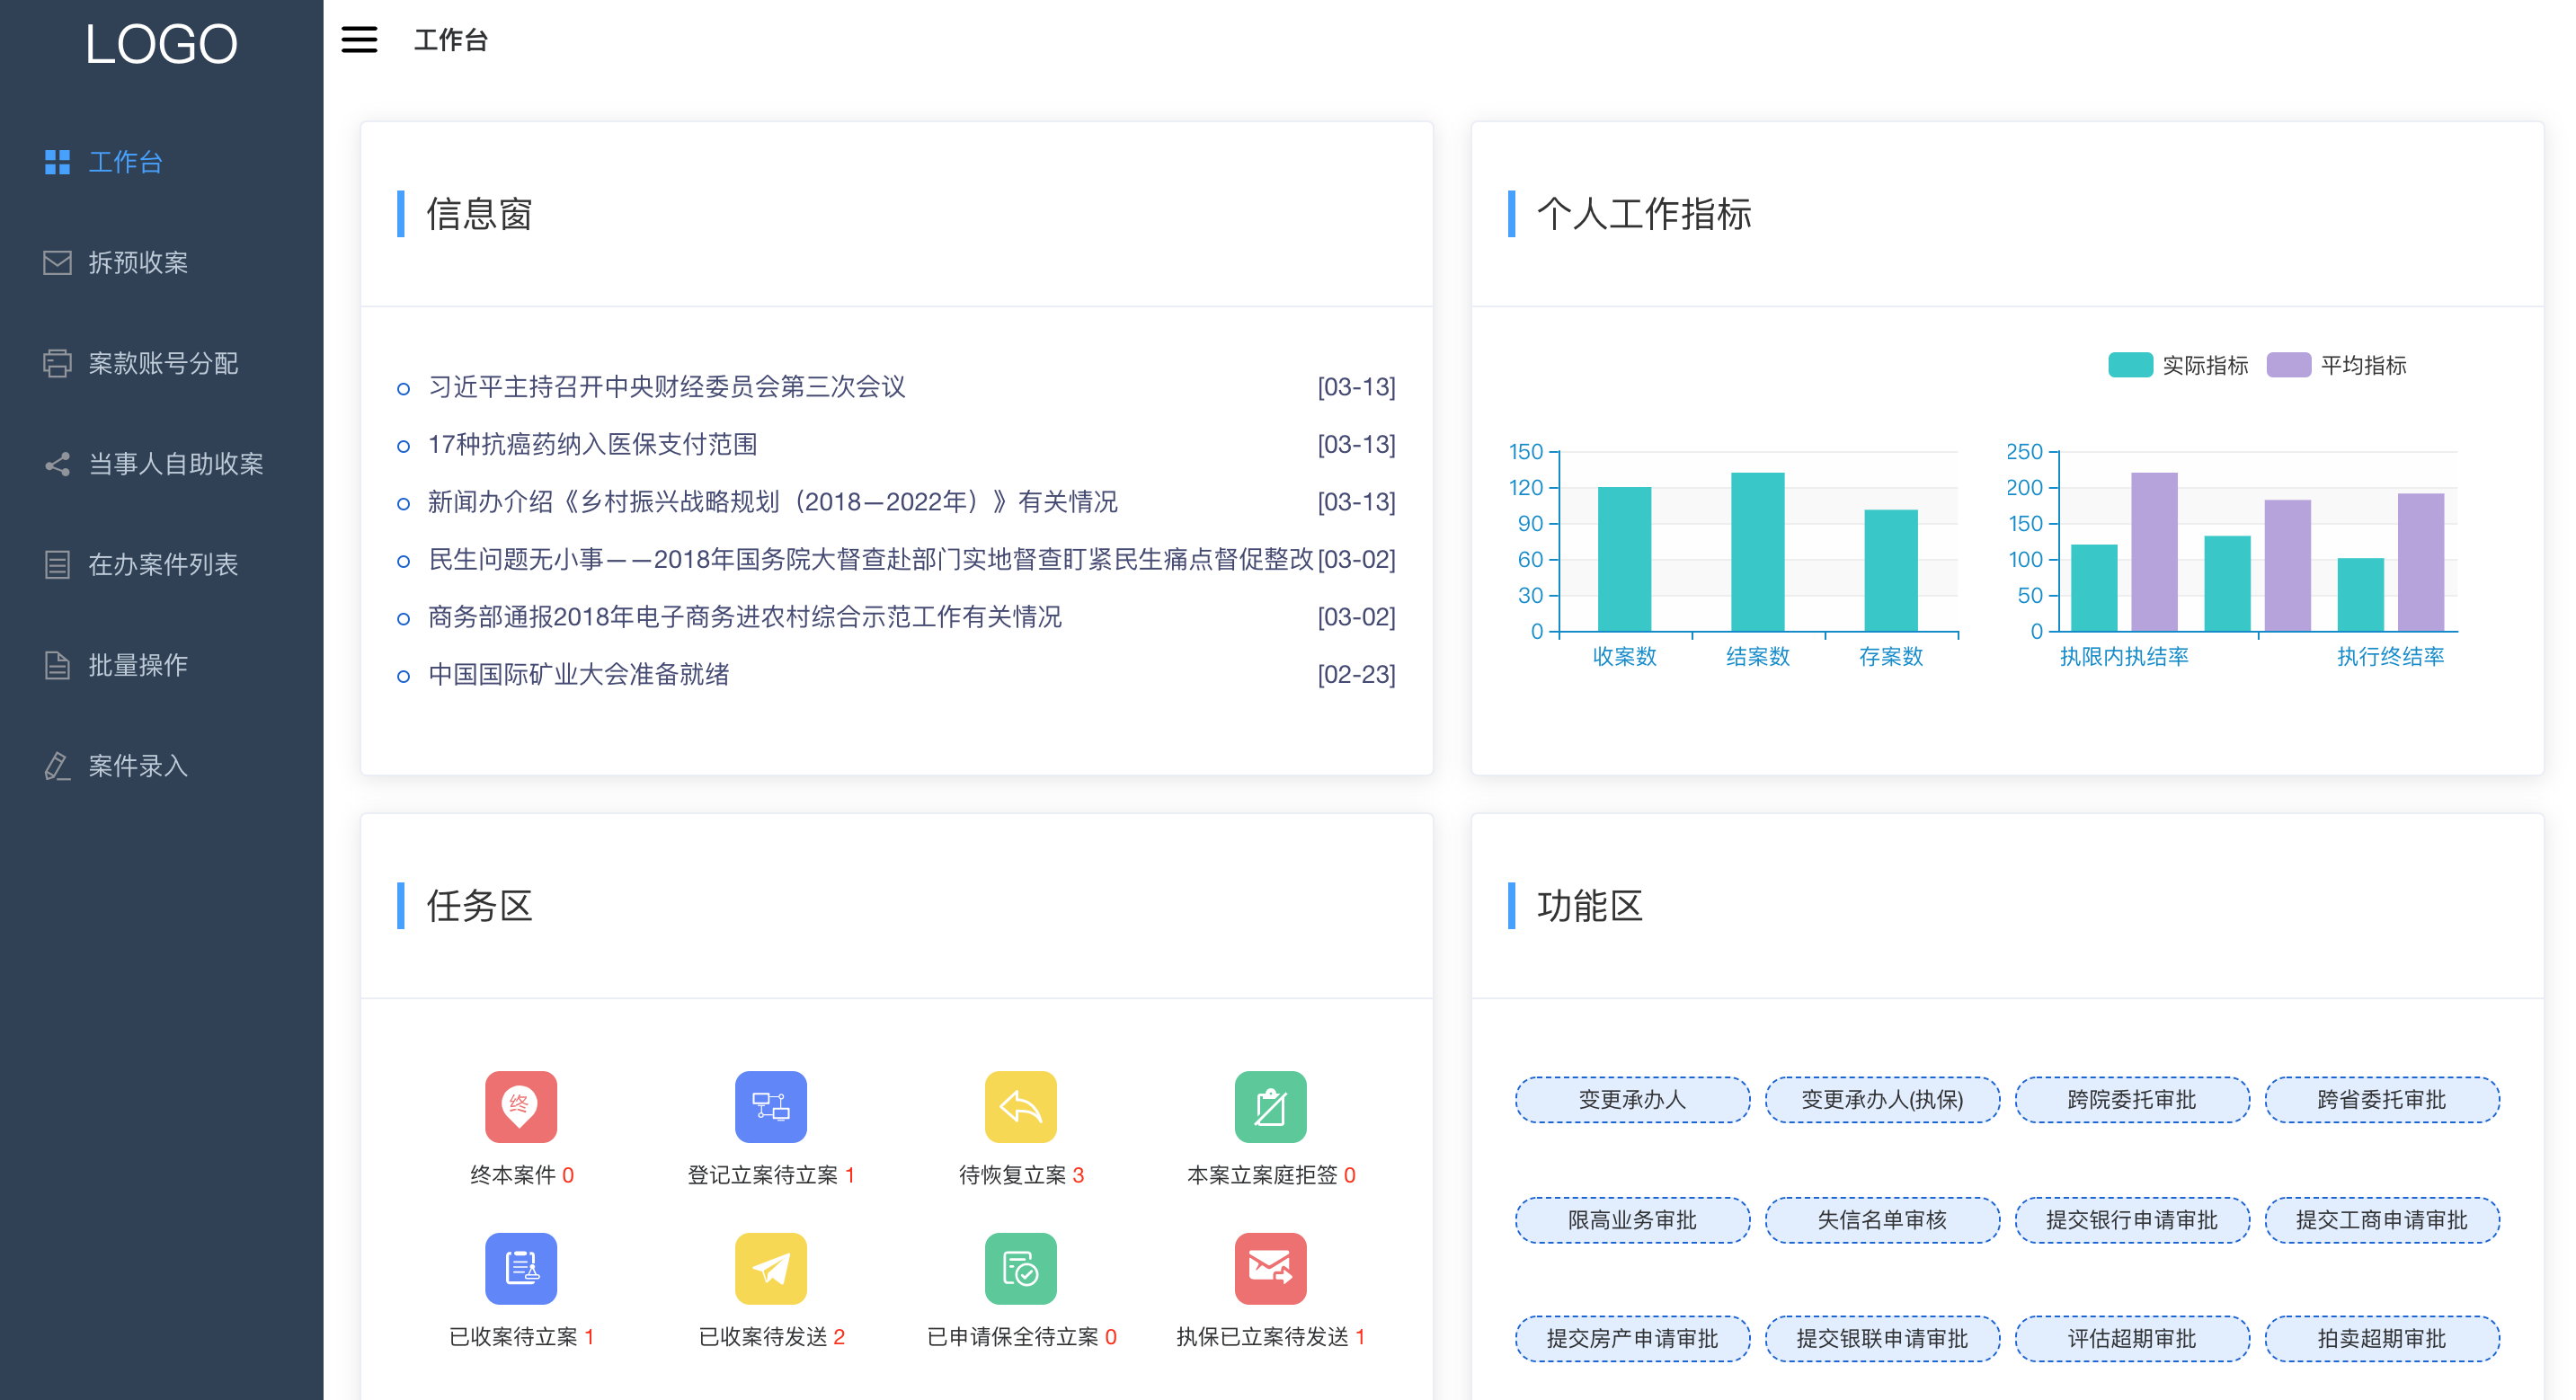 LOGO
工作台
工作台
拆预收案
案款账号分配
当事人自助收案
在办案件列表
批量操作
案件录入
信息窗
习近平主持召开中央财经委员会第三次会议 [03-13]
17种抗癌药纳入医保支付范围 [03-13]
新闻办介绍《乡村振兴战略规划（2018—2022年）》有关情况 [03-13]
民生问题无小事——2018年国务院大督查赴部门实地督查盯紧民生痛点督促整改 [03-02]
商务部通报2018年电子商务进农村综合示范工作有关情况 [03-02]
中国国际矿业大会准备就绪 [02-23]
个人工作指标
实际指标 平均指标
150
120
90
60
30
0
收案数 结案数 存案数
250
200
150
100
50
0
执限内执结率 执行终结率
任务区
终
终本案件 0 登记立案待立案 1 待恢复立案 3 本案立案庭拒签 0
已收案待立案 1 已收案待发送 2 已申请保全待立案 0 执保已立案待发送 1
功能区
变更承办人 变更承办人(执保) 跨院委托审批 跨省委托审批
限高业务审批 失信名单审核 提交银行申请审批 提交工商申请审批
提交房产申请审批 提交银联申请审批 评估超期审批 拍卖超期审批